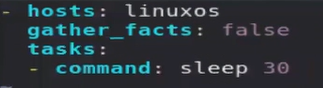 - hosts: linuxos
  gather_facts: false
  tasks:
  - command: sleep 30